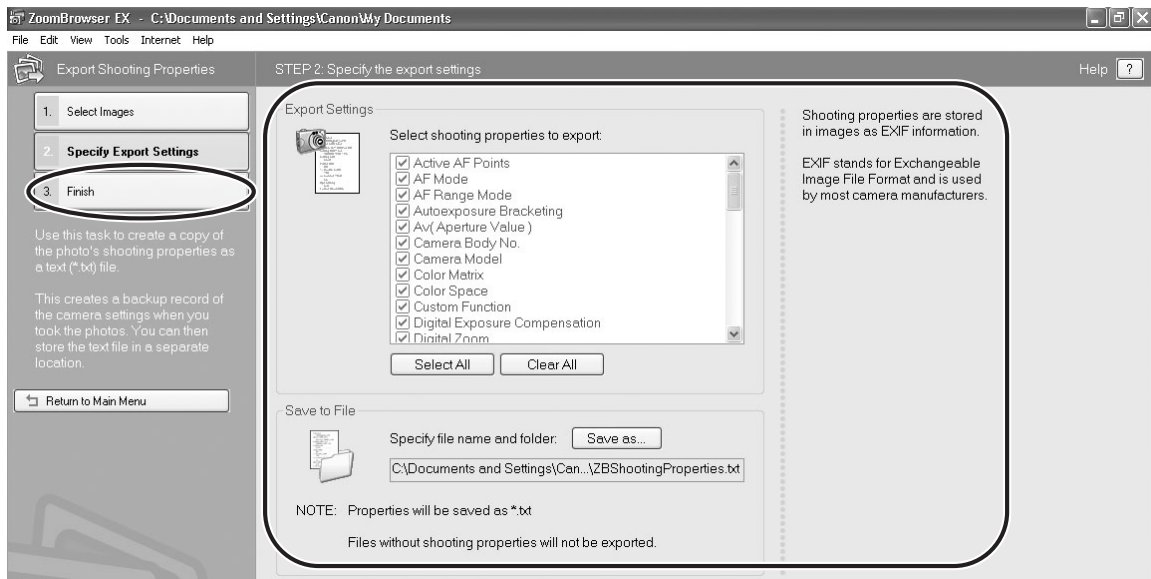 ZoomBrowser EX - C:\Documents and Settings\Canon\My Documents
File Edit View Tools Internet Help
Export Shooting Properties
STEP 2: Specify the export settings
Help ?
1. Select Images
2. Specify Export Settings
3. Finish
Use this task to create a copy of
the photo's shooting properties as
a text (*.txt) file.
This creates a backup record of
the camera settings when you
took the photos. You can then
store the text file in a separate
location.
Return to Main Menu
Export Settings
Select shooting properties to export:
Active AF Points
AF Mode
AF Range Mode
Autoexposure Bracketing
Av( Aperture Value )
Camera Body No.
Camera Model
Color Matrix
Color Space
Custom Function
Digital Exposure Compensation
Digital Zoom
Select All Clear All
Save to File
Specify file name and folder: Save as...
C:\Documents and Settings\Can...\ZBShootingProperties.txt
NOTE: Properties will be saved as *.txt
Files without shooting properties will not be exported.
Shooting properties are stored
in images as EXIF information.
EXIF stands for Exchangeable
Image File Format and is used
by most camera manufacturers.